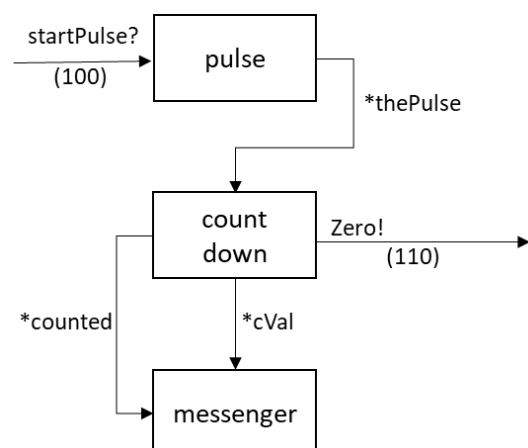 startPulse?
(100)
pulse
*thePulse
count
down
Zero!
(110)
*counted
*cVal
messenger